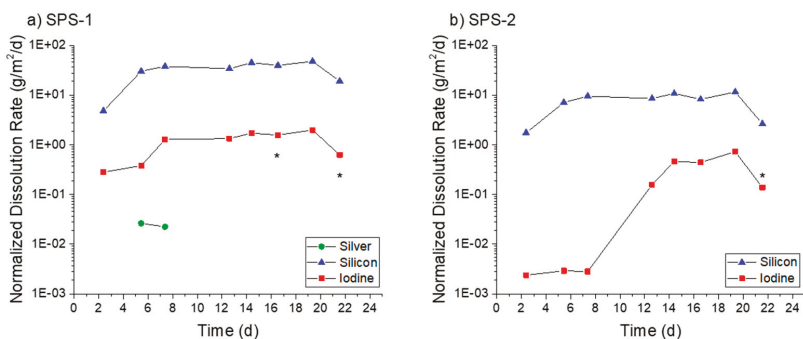 a) SPS-1
Normalized Dissolution Rate (g/m²/d)
1E+02
1E+01
1E+00
1E-01
1E-02
1E-03
*
*
Silver
Silicon
Iodine
0 2 4 6 8 10 12 14 16 18 20 22 24
Time (d)
b) SPS-2
Normalized Dissolution Rate (g/m²/d)
1E+02
1E+01
1E+00
1E-01
1E-02
1E-03
*
Silicon
Iodine
0 2 4 6 8 10 12 14 16 18 20 22 24
Time (d)